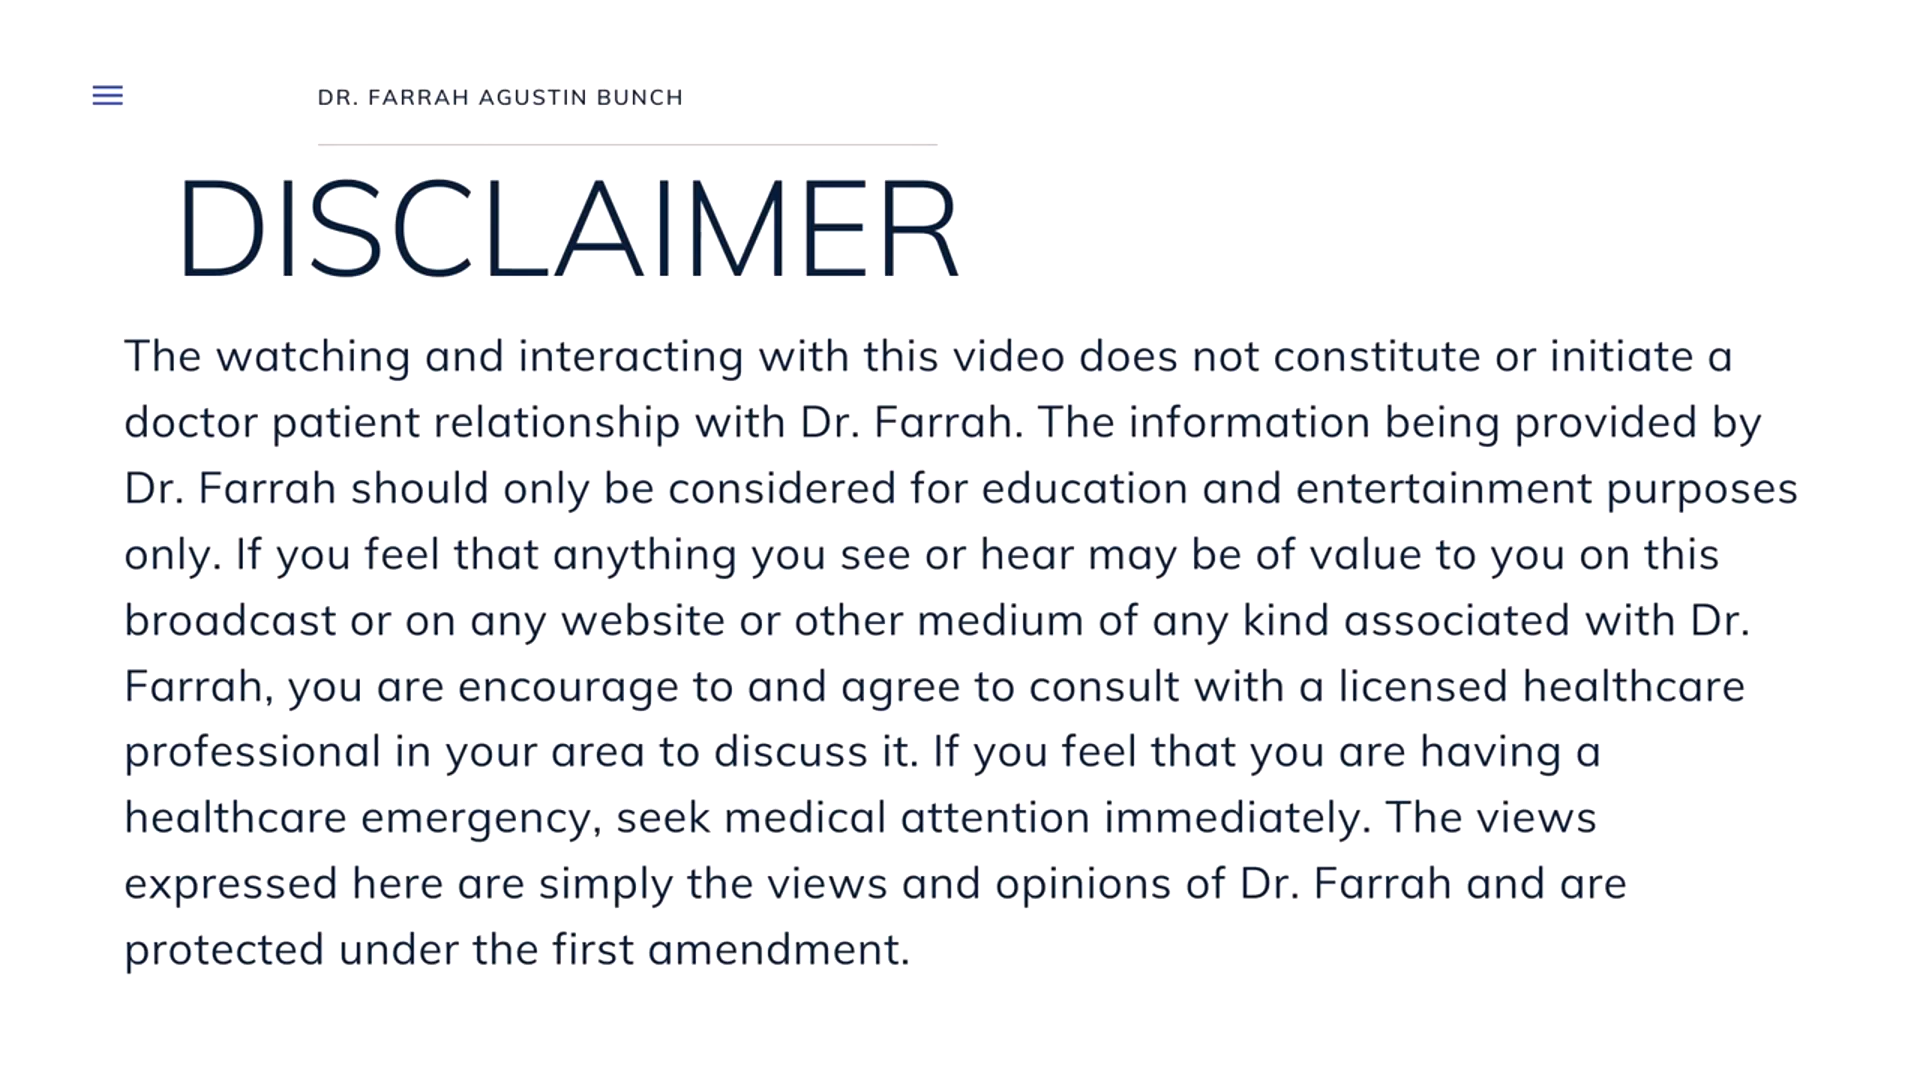 DR. FARRAH AGUSTIN BUNCH
DISCLAIMER
The watching and interacting with this video does not constitute or initiate a
doctor patient relationship with Dr. Farrah. The information being provided by
Dr. Farrah should only be considered for education and entertainment purposes
only. If you feel that anything you see or hear may be of value to you on this
broadcast or on any website or other medium of any kind associated with Dr.
Farrah, you are encourage to and agree to consult with a licensed healthcare
professional in your area to discuss it. If you feel that you are having a
healthcare emergency, seek medical attention immediately. The views
expressed here are simply the views and opinions of Dr. Farrah and are
protected under the first amendment.